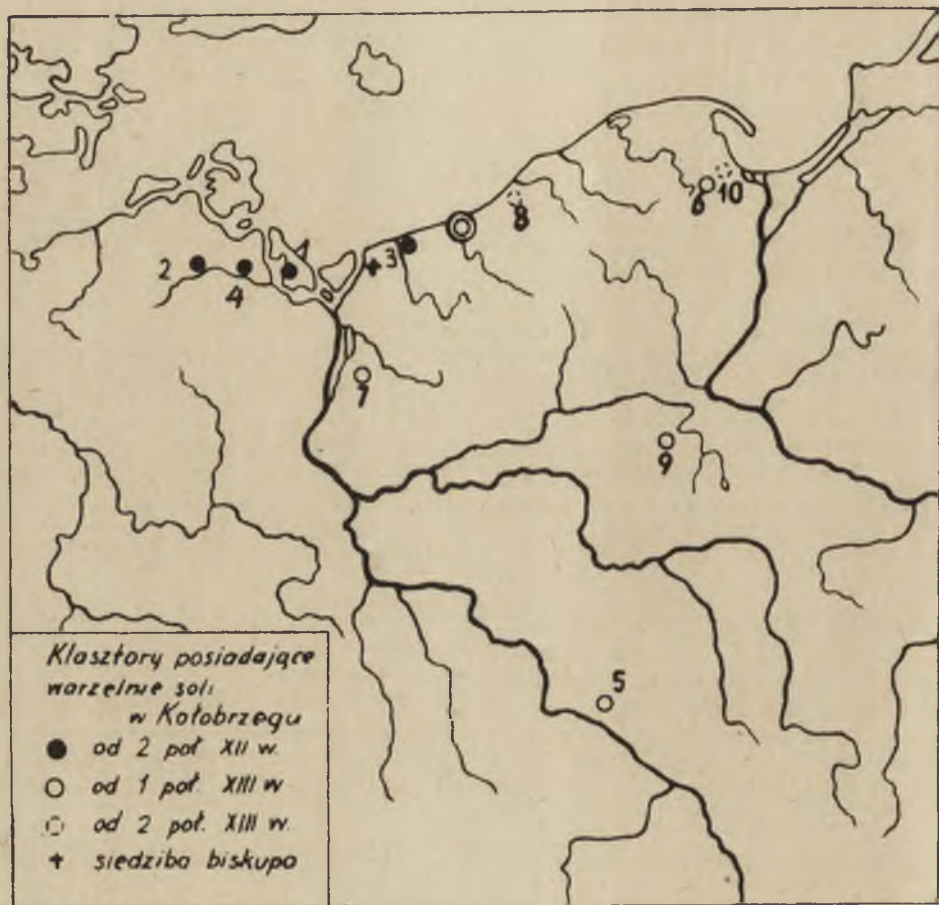 1
2
4
3
8
6
10
7
9
5
Klasztory posiadające
warzelnie soli
w Kołobrzegu
od 2 poł XII w.
od 1 poł. XIII w
od 2 poł. XIII w.
siedziba biskupa